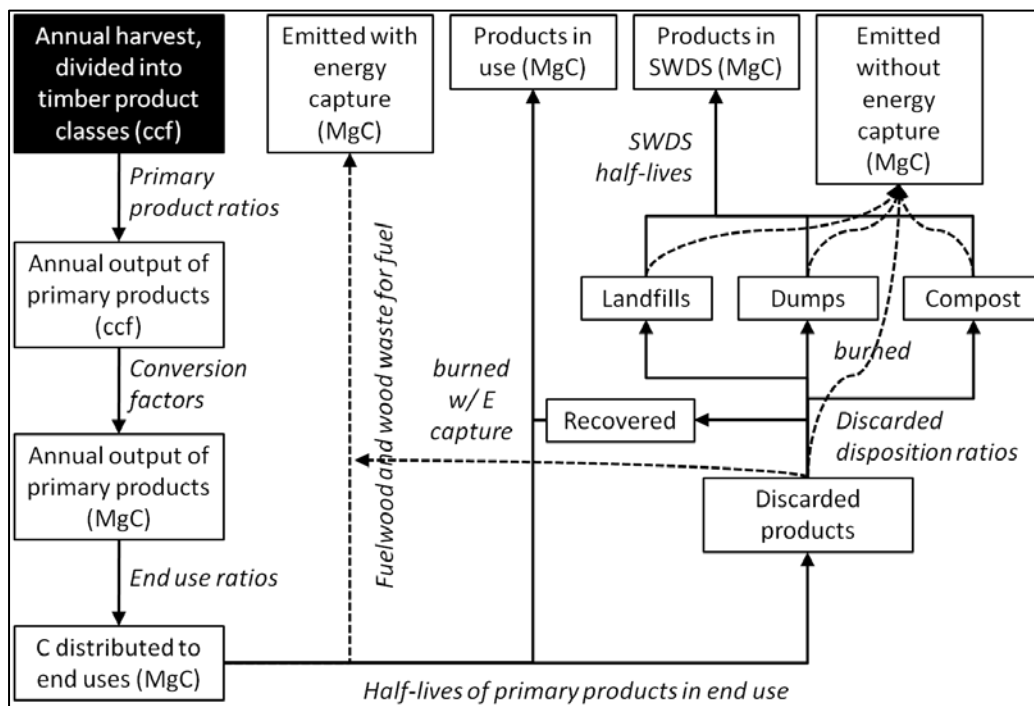 Annual harvest,
divided into
timber product
classes (ccf)
Emitted with
energy
capture
(MgC)
Products in
use (MgC)
Products in
SWDS (MgC)
Emitted
without
energy
capture
(MgC)
Primary
product ratios
SWDS
half-lives
Annual output of
primary products
(ccf)
Landfills
Dumps
Compost
Conversion
factors
Fuelwood and wood waste for fuel
burned
w/ E
capture
burned
Recovered
Discarded
disposition ratios
Annual output of
primary products
(MgC)
Discarded
products
End use ratios
C distributed to
end uses (MgC)
Half-lives of primary products in end use